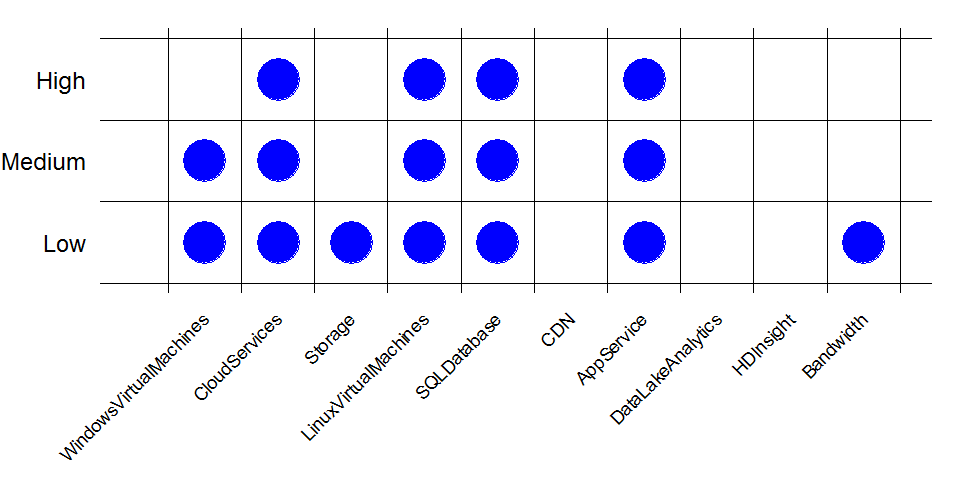 High
Medium
Low
WindowsVirtualMachines
CloudServices
Storage
LinuxVirtualMachines
SQLDatabase
CDN
AppService
DataLakeAnalytics
HDInsight
Bandwidth